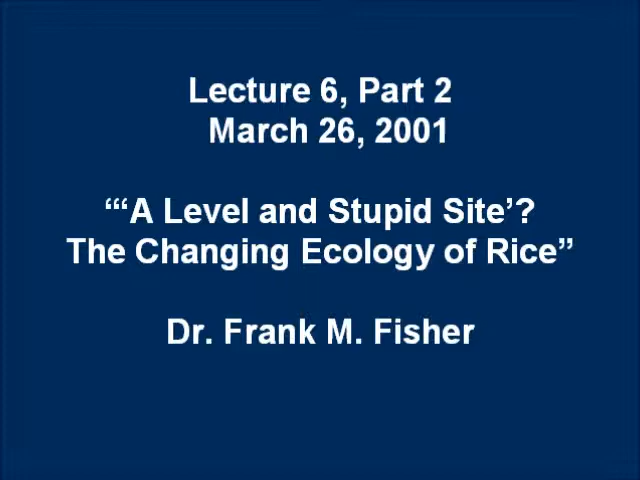 Lecture 6, Part 2
March 26, 2001
“‘A Level and Stupid Site’?
The Changing Ecology of Rice”
Dr. Frank M. Fisher